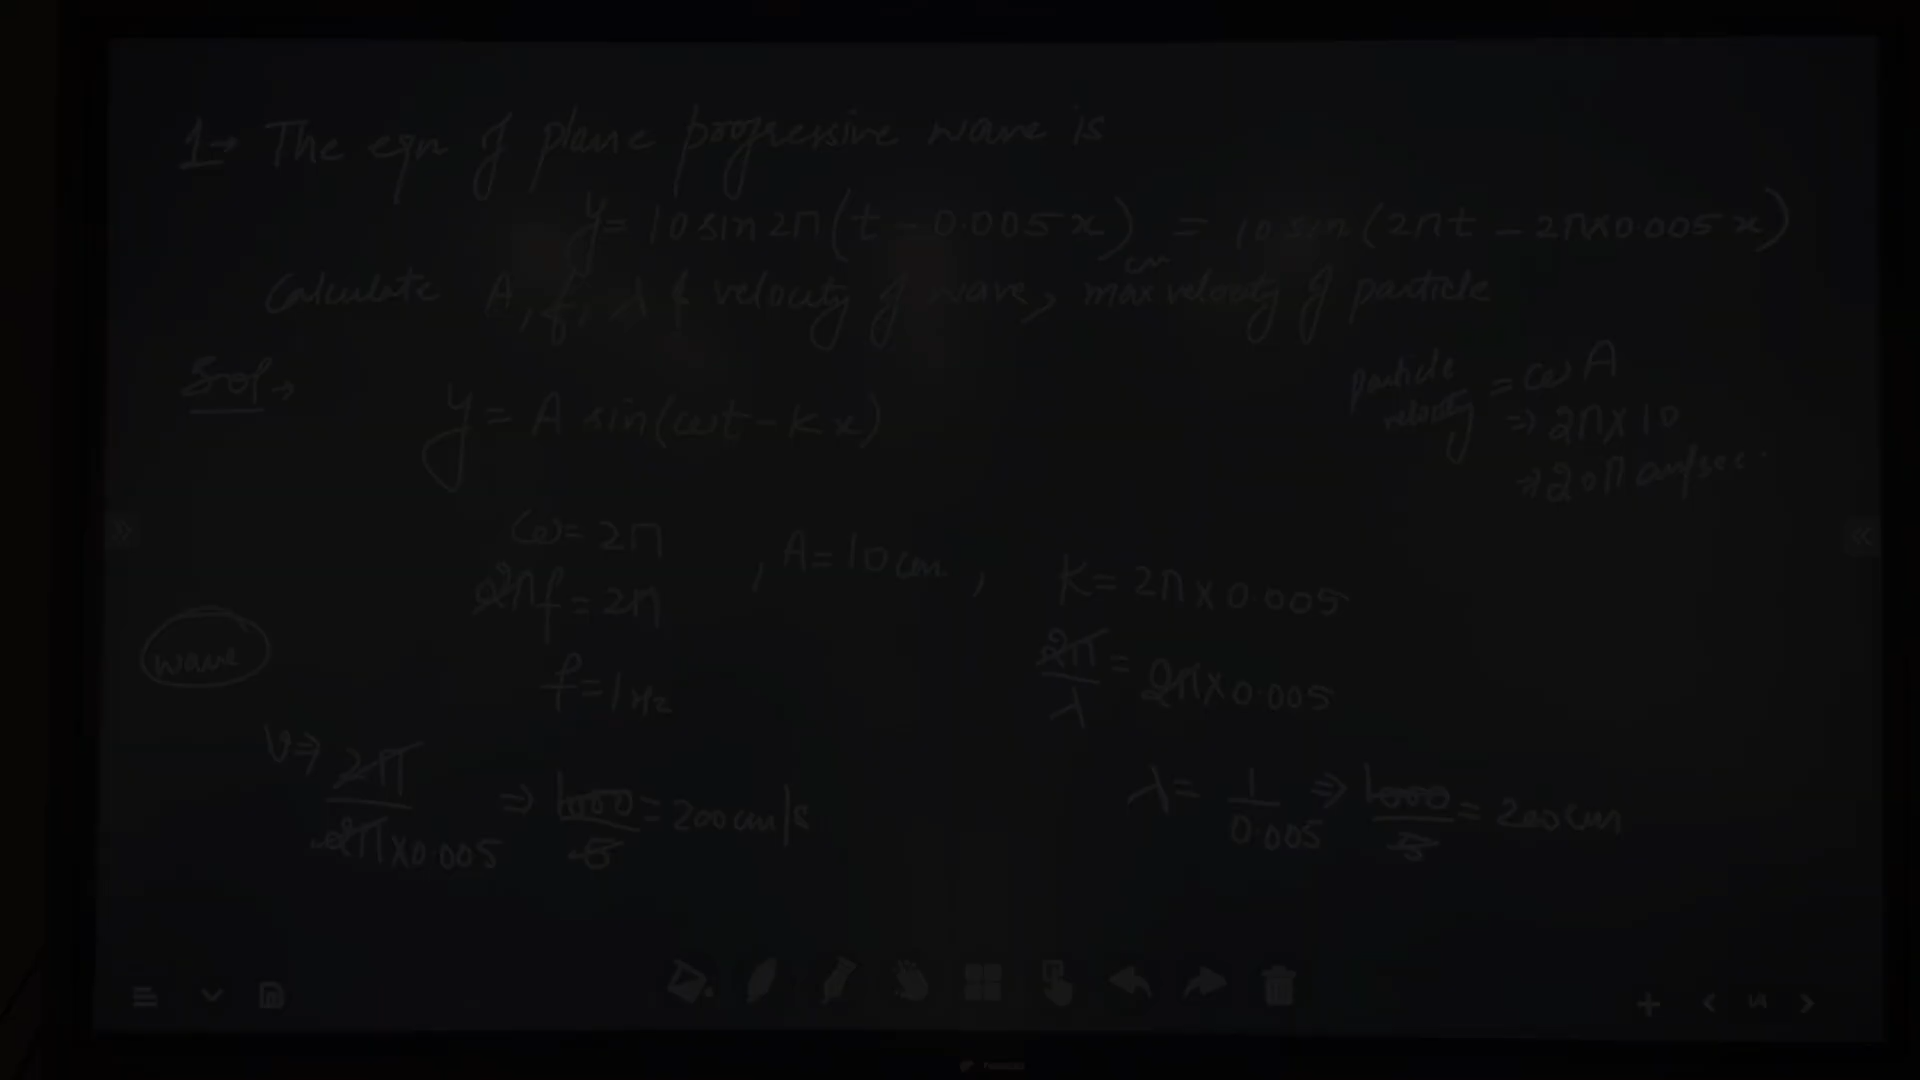 1→ The eqn of plane progressive wave is
y = 10 sin 2π (t - 0.005x) cm = 10 sin (2πt - 2π×0.005x)
Calculate A, f, λ & velocity of wave, max velocity of particle
Sol→
y = A sin(ωt - Kx)
particle velocity = ωA
⇒ 2π×10
⇒ 20π cm/sec.
ω = 2π , A = 10 cm , K = 2π×0.005
2πf = 2π
2π/λ = 2π×0.005
f = 1 Hz
wave
v ⇒ 2π/2π×0.005 ⇒ 1000/5 = 200 cm/s
λ = 1/0.005 ⇒ 1000/5 = 200 cm